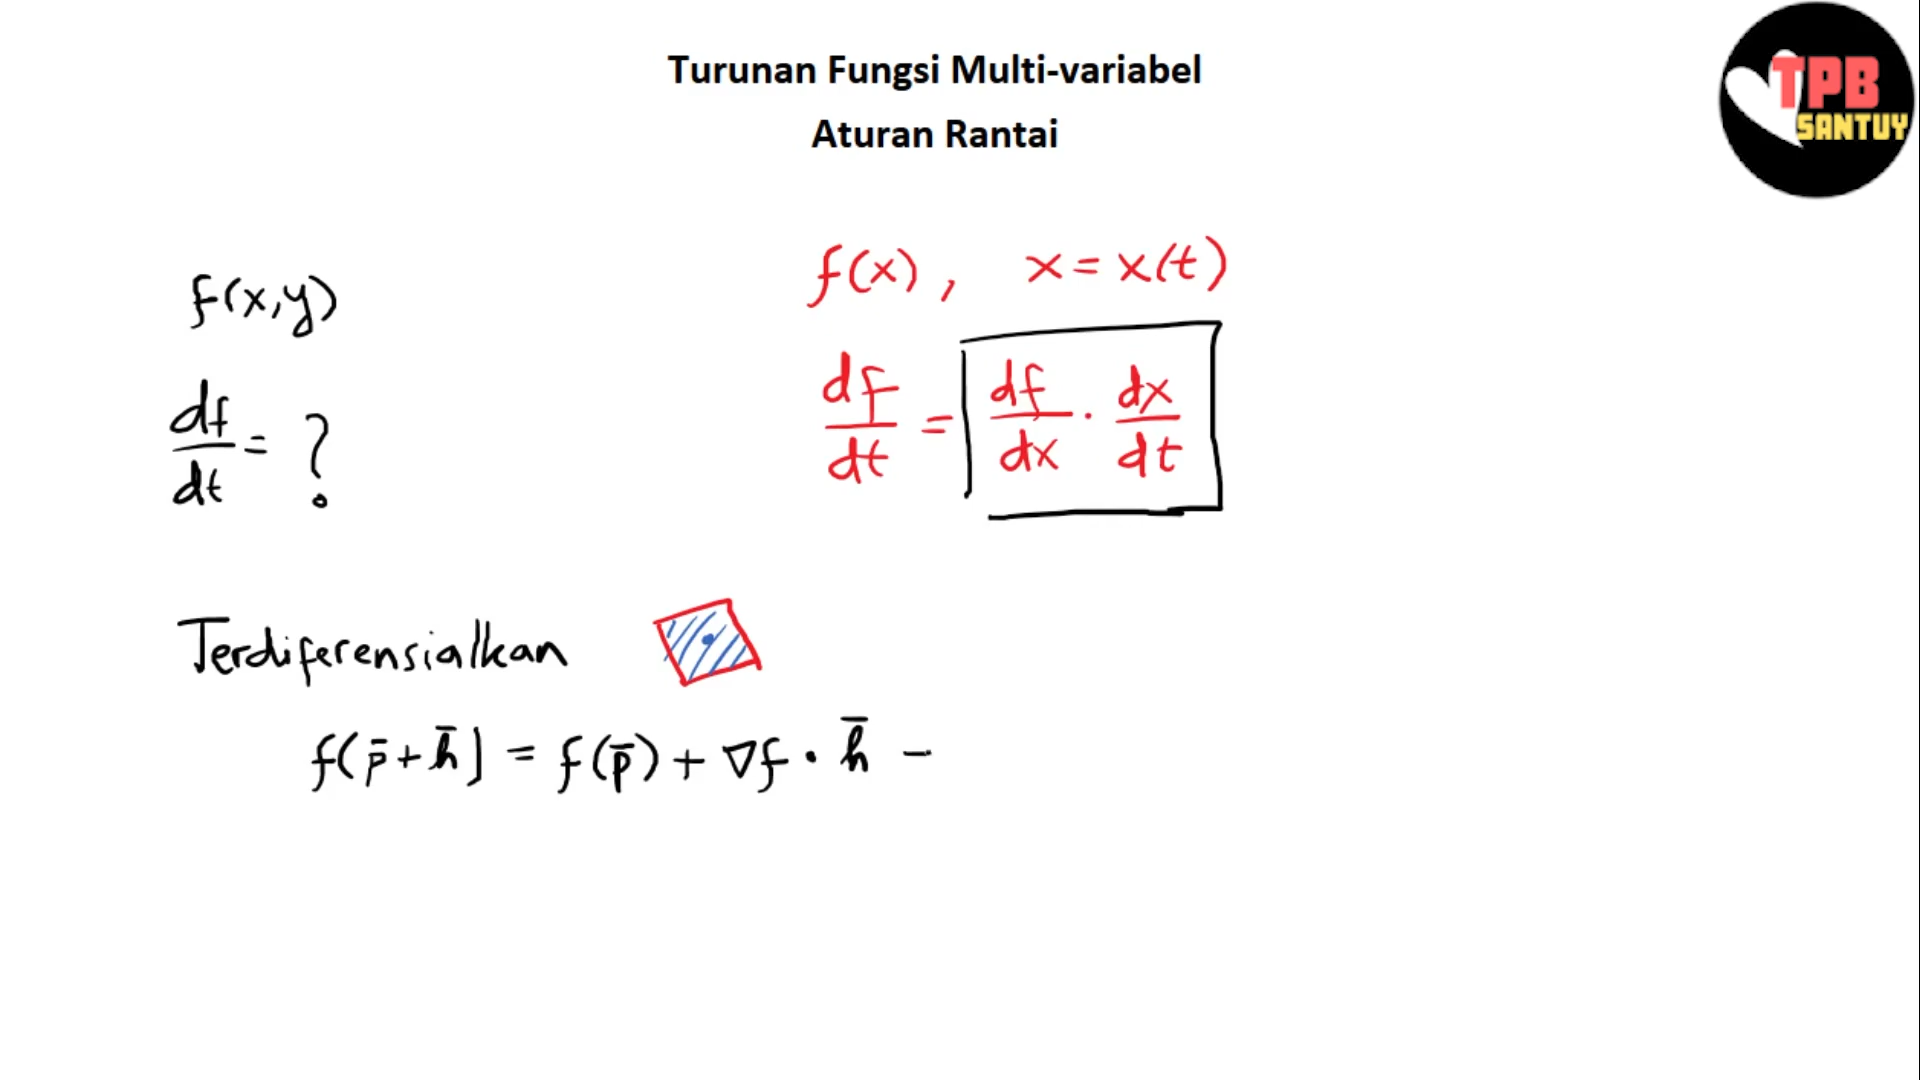 Turunan Fungsi Multi-variabel
Aturan Rantai
TPB
SANTUY
f(x,y)
df/dt = ?
f(x), x = x(t)
df/dt = df/dx · dx/dt
Terdiferensialkan
f(p̄+h̄) = f(p̄) + ∇f · h̄ –